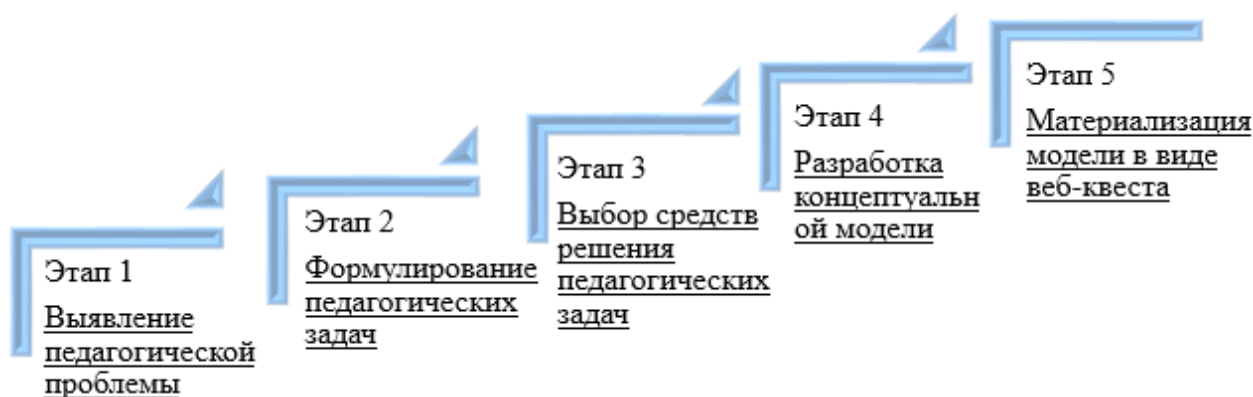 Этап 1
Выявление
педагогической
проблемы
Этап 2
Формулирование
педагогических
задач
Этап 3
Выбор средств
решения
педагогических
задач
Этап 4
Разработка
концептуальн
ой модели
Этап 5
Материализация
модели в виде
веб-квеста